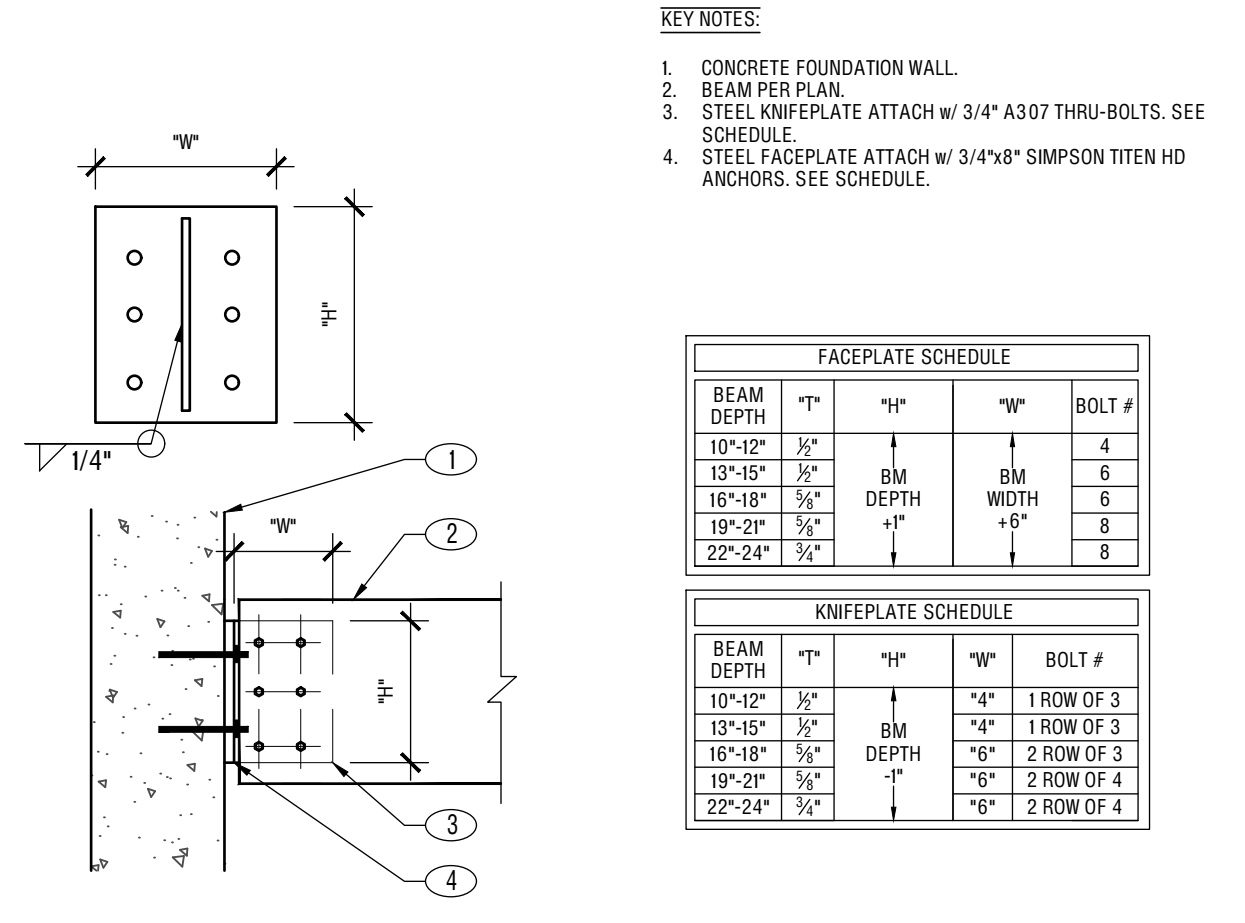 KEY NOTES:
1. CONCRETE FOUNDATION WALL.
2. BEAM PER PLAN.
3. STEEL KNIFEPLATE ATTACH w/ 3/4" A307 THRU-BOLTS. SEE
SCHEDULE.
4. STEEL FACEPLATE ATTACH w/ 3/4"x8" SIMPSON TITEN HD
ANCHORS. SEE SCHEDULE.
"W"
"H"
1/4"
1
"W"
2
"H"
3
4
FACEPLATE SCHEDULE
BEAM DEPTH "T" "H" "W" BOLT #
10"-12" ½" 4
13"-15" ½" 6
16"-18" ⅝" 6
19"-21" ⅝" 8
22"-24" ¾" 8
BM DEPTH +1"
BM WIDTH +6"
KNIFEPLATE SCHEDULE
BEAM DEPTH "T" "H" "W" BOLT #
10"-12" ½" "4" 1 ROW OF 3
13"-15" ½" "4" 1 ROW OF 3
16"-18" ⅝" "6" 2 ROW OF 3
19"-21" ⅝" "6" 2 ROW OF 4
22"-24" ¾" "6" 2 ROW OF 4
BM DEPTH -1"